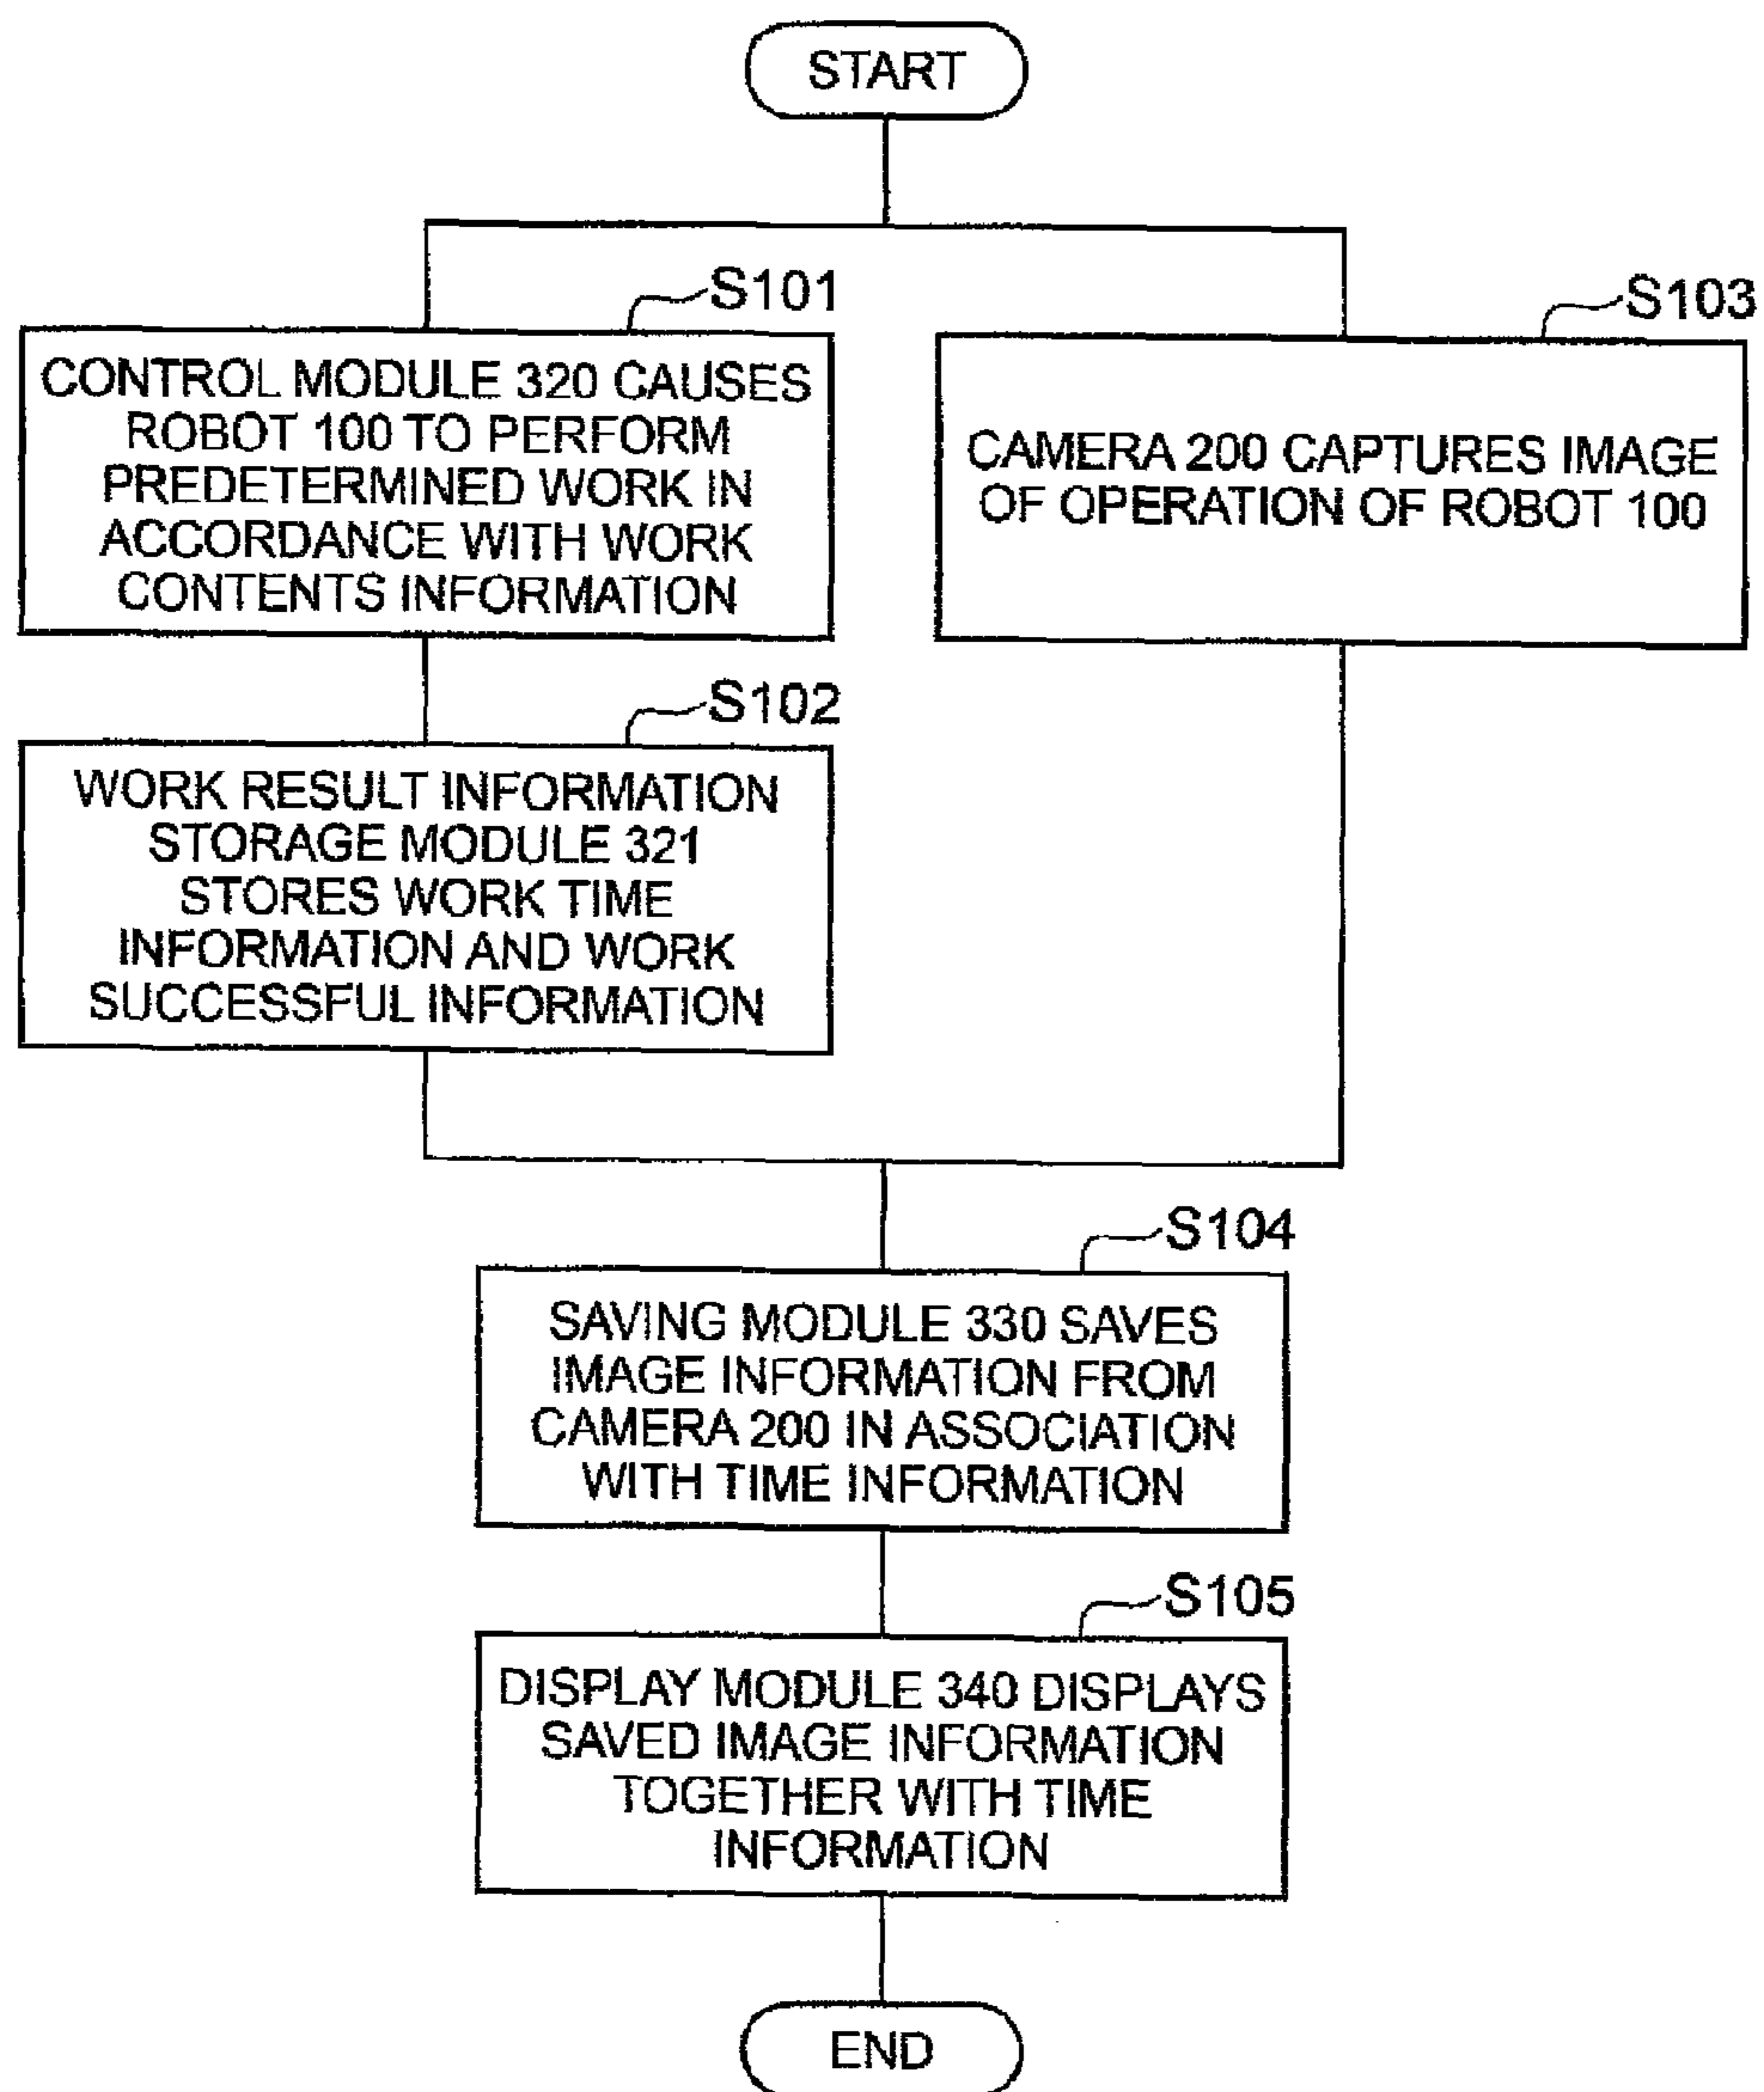 START
S101
CONTROL MODULE 320 CAUSES
ROBOT 100 TO PERFORM
PREDETERMINED WORK IN
ACCORDANCE WITH WORK
CONTENTS INFORMATION
S103
CAMERA 200 CAPTURES IMAGE
OF OPERATION OF ROBOT 100
S102
WORK RESULT INFORMATION
STORAGE MODULE 321
STORES WORK TIME
INFORMATION AND WORK
SUCCESSFUL INFORMATION
S104
SAVING MODULE 330 SAVES
IMAGE INFORMATION FROM
CAMERA 200 IN ASSOCIATION
WITH TIME INFORMATION
S105
DISPLAY MODULE 340 DISPLAYS
SAVED IMAGE INFORMATION
TOGETHER WITH TIME
INFORMATION
END